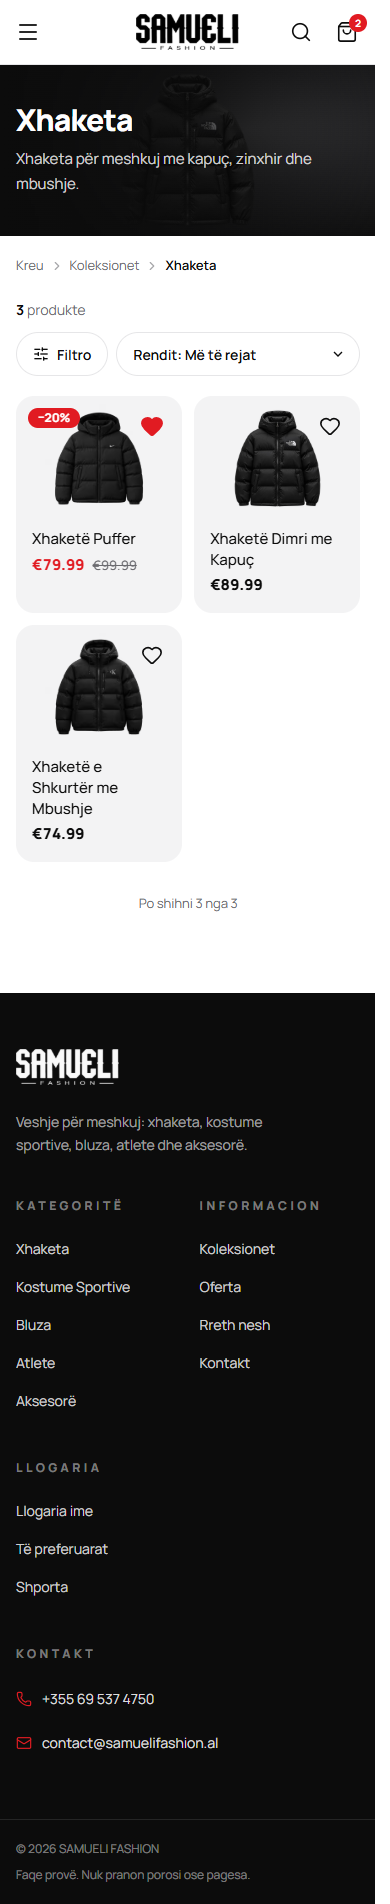 SAMUELI
FASHION
2
Xhaketa
Xhaketa për meshkuj me kapuç, zinxhir dhe
mbushje.
Kreu > Koleksionet > Xhaketa
3 produkte
Filtro
Rendit: Më të rejat
−20%
Xhaketë Puffer
€79.99 €99.99
Xhaketë Dimri me
Kapuç
€89.99
Xhaketë e
Shkurtër me
Mbushje
€74.99
Po shihni 3 nga 3
SAMUELI
FASHION
Veshje për meshkuj: xhaketa, kostume
sportive, bluza, atlete dhe aksesorë.
KATEGORITË
Xhaketa
Kostume Sportive
Bluza
Atlete
Aksesorë
INFORMACION
Koleksionet
Oferta
Rreth nesh
Kontakt
LLOGARIA
Llogaria ime
Të preferuarat
Shporta
KONTAKT
+355 69 537 4750
contact@samuelifashion.al
© 2026 SAMUELI FASHION
Faqe provë. Nuk pranon porosi ose pagesa.